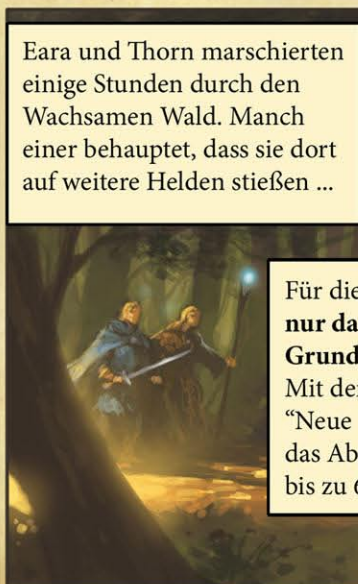 Eara und Thorn marschierten
einige Stunden durch den
Wachsamen Wald. Manch
einer behauptet, dass sie dort
auf weitere Helden stießen ...
Für die
nur da
Grund
Mit de
“Neue
das Ab
bis zu